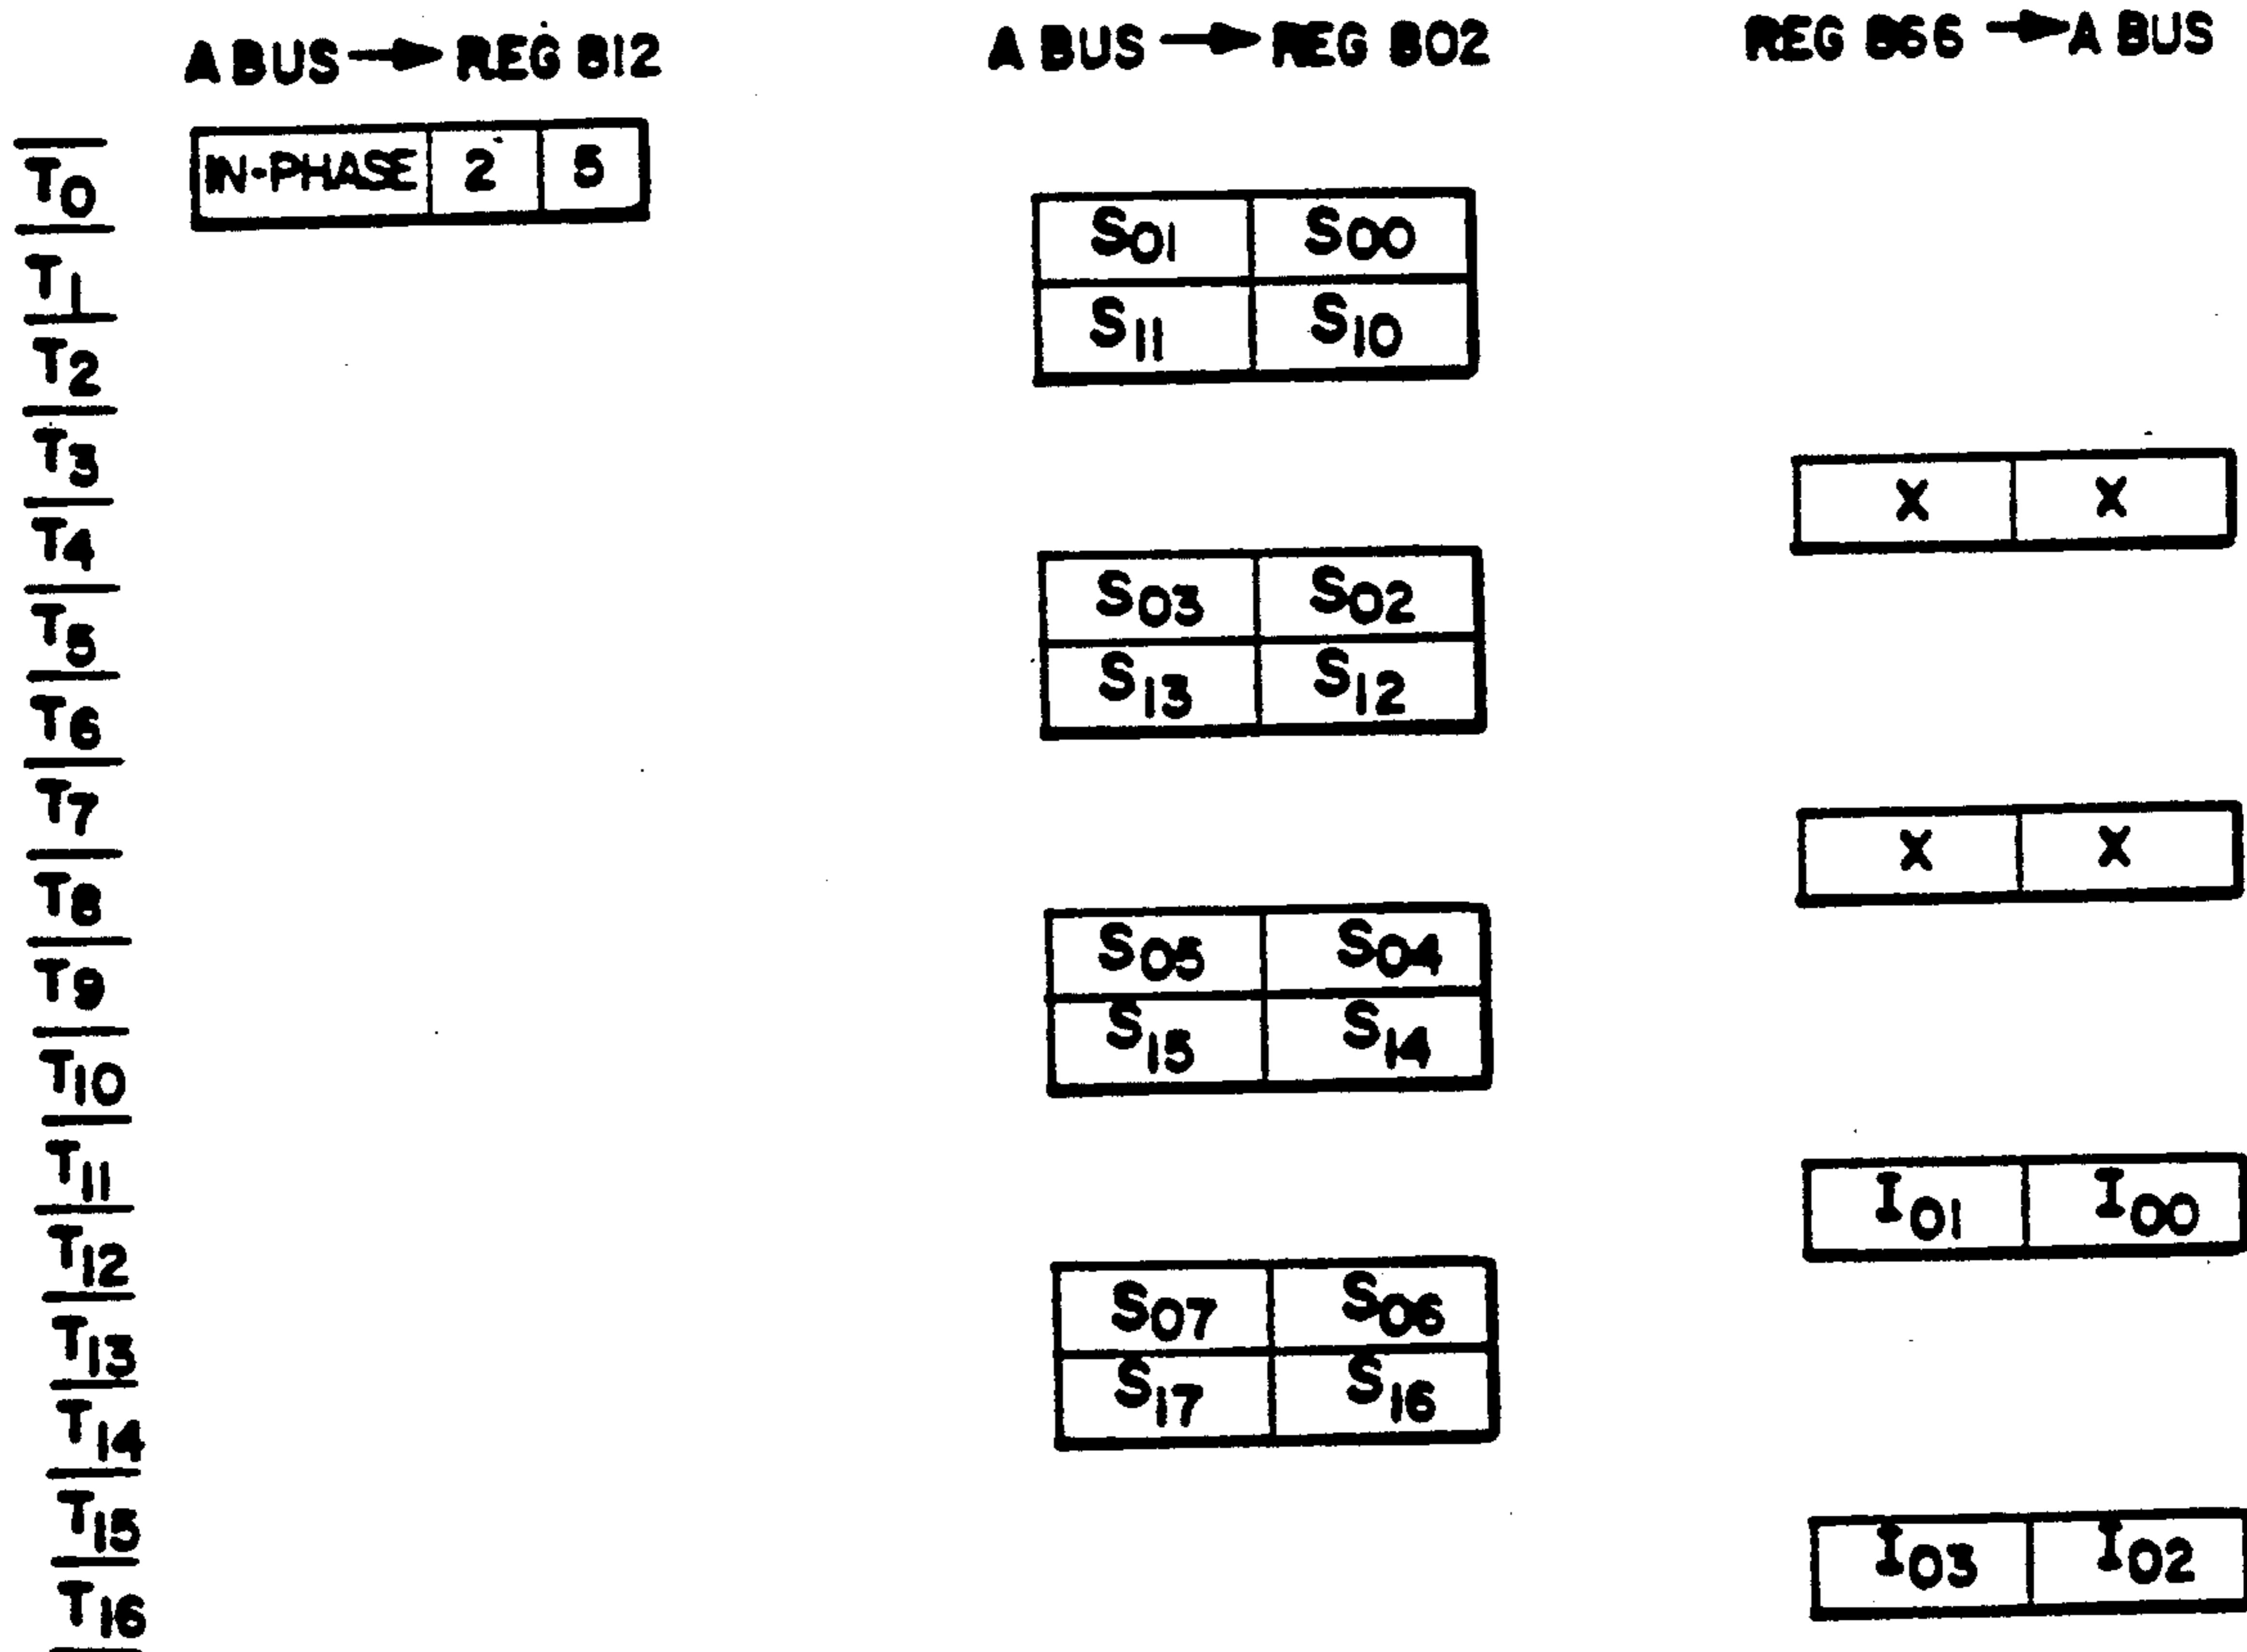 A BUS → REG 812 A BUS → REG 802 REG 866 → A BUS
T0 IN-PHASE 2 5
S01 S00
T1
S11 S10
T2
T3
X X
T4
S03 S02
T5
S13 S12
T6
T7
X X
T8
S05 S04
T9
S15 S14
T10
T11
I01 I00
T12
S07 S06
T13
S17 S16
T14
T15
I03 I02
T16